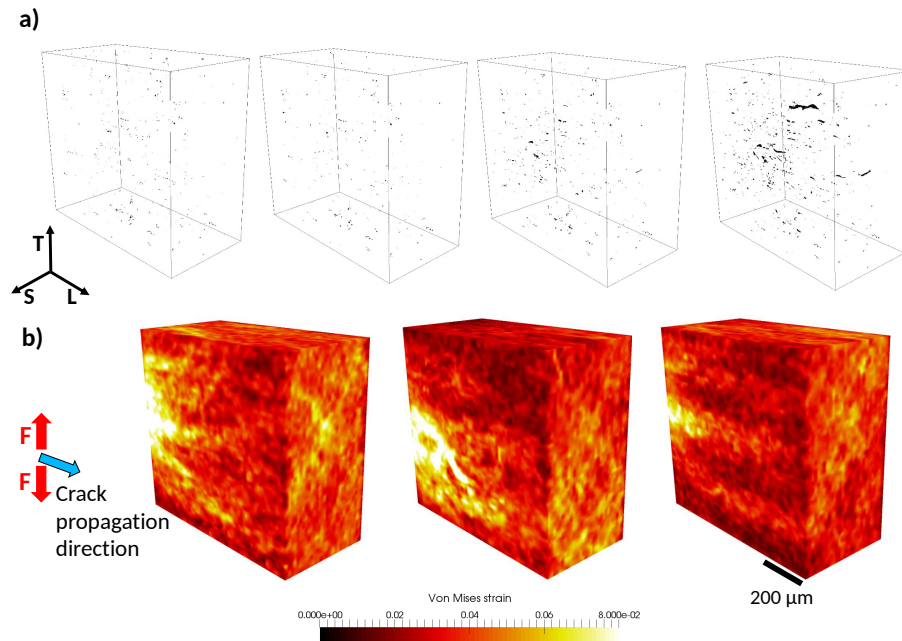 a)
T
S
L
b)
F
F
Crack
propagation
direction
200 μm
Von Mises strain
0.000e+00
0.02
0.04
0.06
8.000e-02